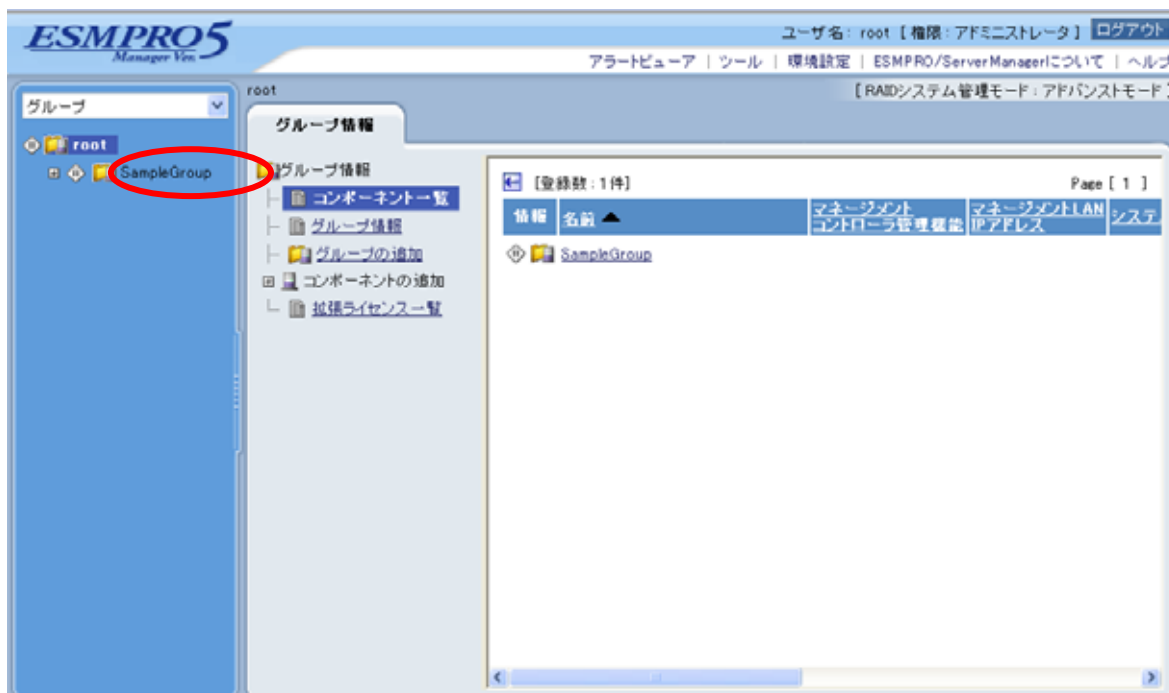 ESMPRO5
Manager Ver.
ユーザ名: root 【権限:アドミニストレータ】 ログアウト
アラートビューア | ツール | 環境設定 | ESMPRO/ServerManagerについて | ヘルプ
グループ
root
[RAIDシステム管理モード:アドバンストモード]
グループ情報
root
SampleGroup
グループ情報
コンポーネント一覧
グループ情報
グループの追加
コンポーネントの追加
拡張ライセンス一覧
[登録数:1件] Page [ 1 ]
情報 名前▲ マネージメントコントローラ管理機能 マネージメントLAN IPアドレス システ
SampleGroup